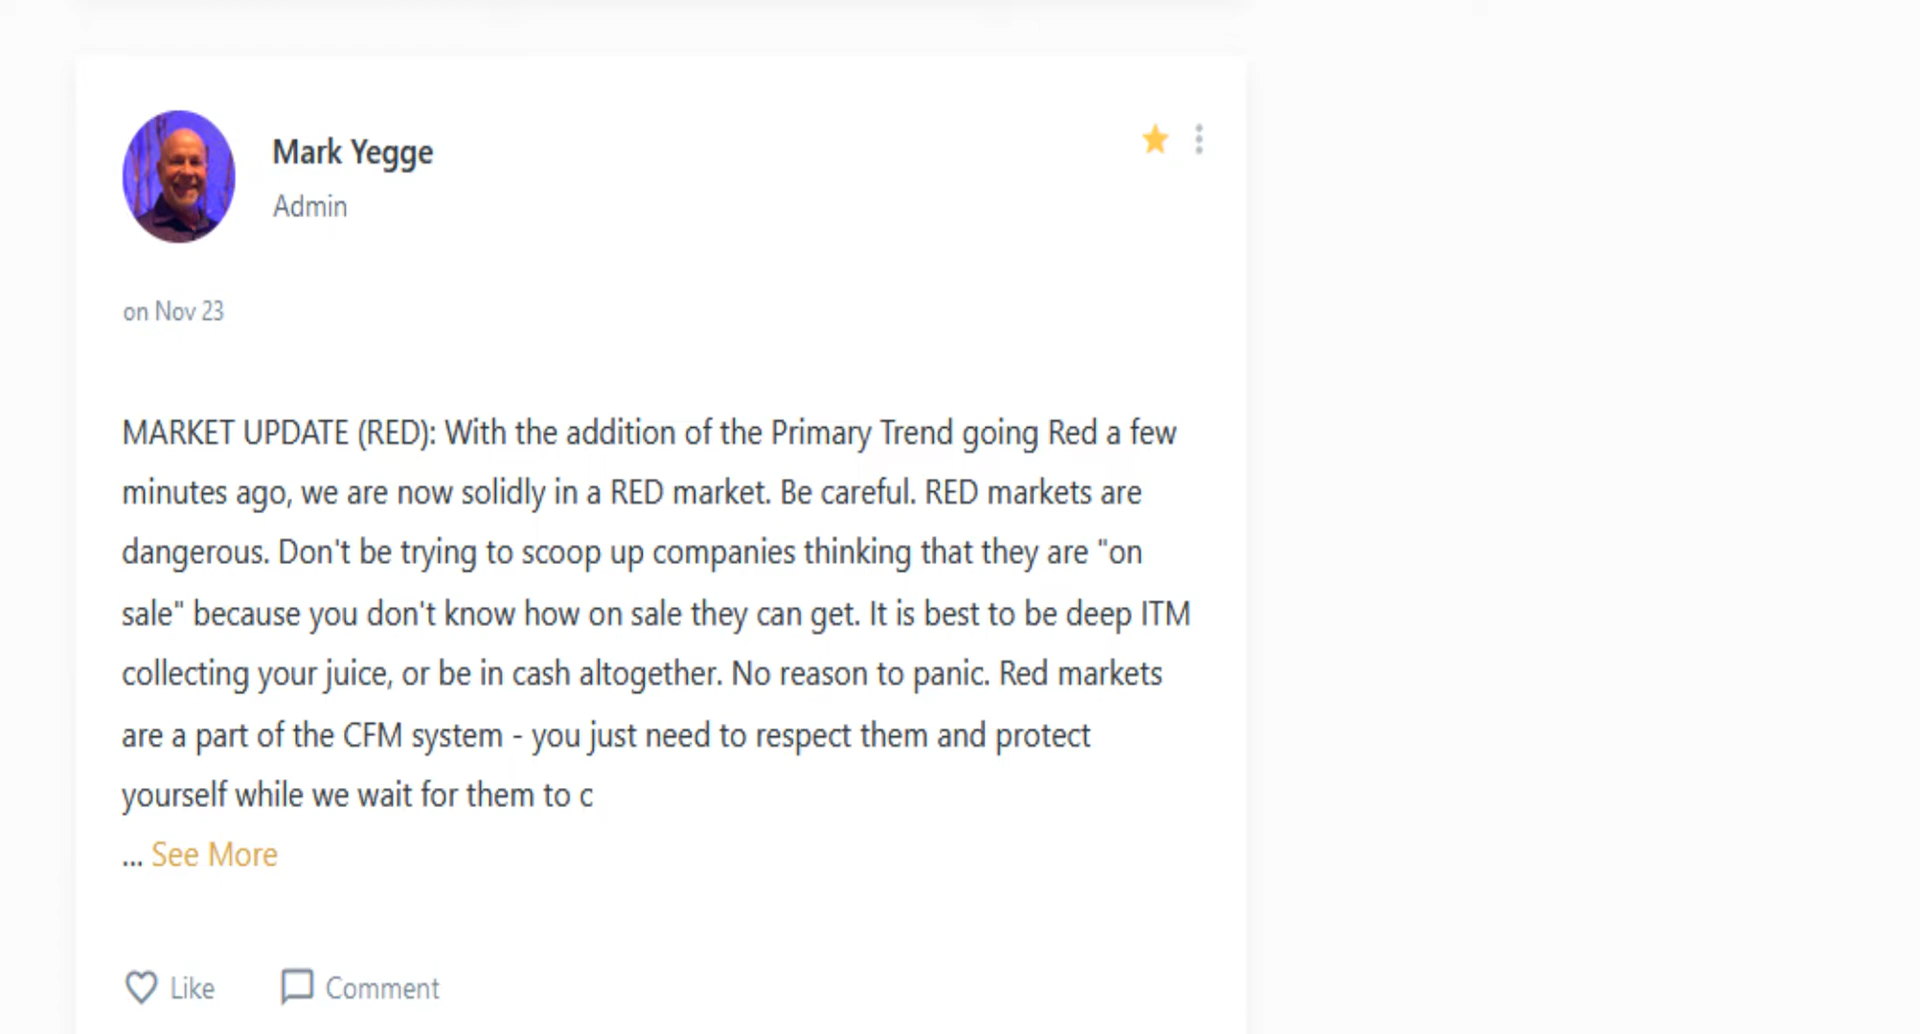 Mark Yegge
Admin
on Nov 23
MARKET UPDATE (RED): With the addition of the Primary Trend going Red a few
minutes ago, we are now solidly in a RED market. Be careful. RED markets are
dangerous. Don't be trying to scoop up companies thinking that they are "on
sale" because you don't know how on sale they can get. It is best to be deep ITM
collecting your juice, or be in cash altogether. No reason to panic. Red markets
are a part of the CFM system - you just need to respect them and protect
yourself while we wait for them to c
... See More
Like Comment